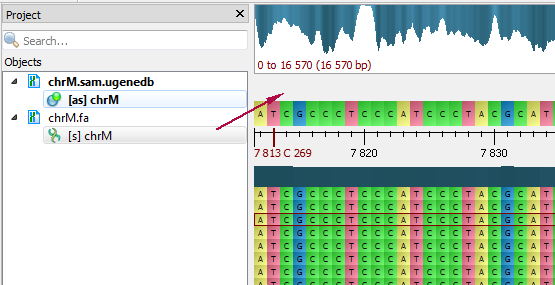 Project
Search...
Objects
chrM.sam.ugenedb
[as] chrM
chrM.fa
[s] chrM
0 to 16 570 (16 570 bp)
A T C G C C C T C C C A T C C C T A C G C A T
7 813 C 269 7 820 7 830
A T C G C C C T C C C A T C C C T A C G C A T
A T C G C C C T C C C A T C C C T A C G C A T
A T C G C C C T C C C A T C C C T A C G C A T
A T C G C C C T C C C A T C C C T A C G C A T
A T C G C C C T C C C A T C C C T A C G C A T
A T C G C C C T C C C A T C C C T A C G C A T
A T C G C C C T C C C A T C C C T A C G C A T